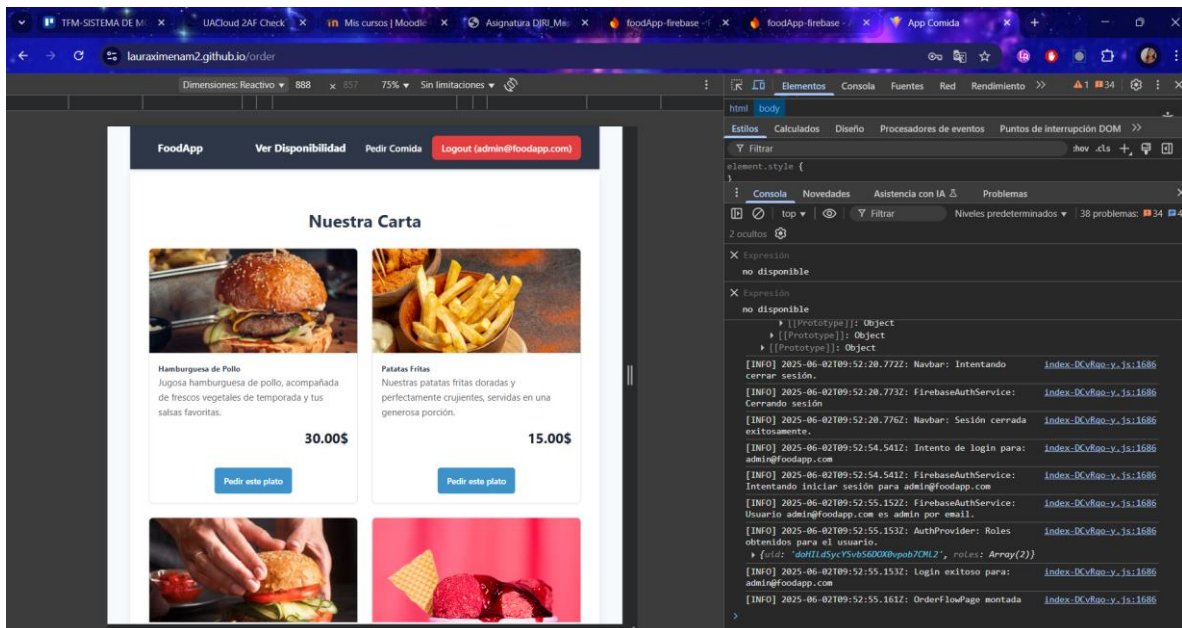 TFM-SISTEMA DE M
UACloud 2AF Check
Mis cursos | Moodle
Asignatura DJRI_Mis
foodApp-firebase -
foodApp-firebase -
App Comida
lauraximenam2.github.io/order
Dimensiones: Reactivo 888 x 857 75% Sin limitaciones
Elementos Consola Fuentes Red Rendimiento 1 34
html body
Estilos Calculados Diseño Procesadores de eventos Puntos de interrupción DOM
Filtrar :hov .cls
element.style {
}
Consola Novedades Asistencia con IA Problemas
top Filtrar Niveles predeterminados 38 problemas: 34 4
2 ocultos
Expresión
no disponible
Expresión
no disponible
[[Prototype]]: Object
[[Prototype]]: Object
[[Prototype]]: Object
[INFO] 2025-06-02T09:52:20.772Z: Navbar: Intentando index-DCvRqo-y.js:1686
cerrar sesión.
[INFO] 2025-06-02T09:52:20.773Z: FirebaseAuthService: index-DCvRqo-y.js:1686
Cerrando sesión
[INFO] 2025-06-02T09:52:20.776Z: Navbar: Sesión cerrada index-DCvRqo-y.js:1686
exitosamente.
[INFO] 2025-06-02T09:52:54.541Z: Intento de login para: index-DCvRqo-y.js:1686
admin@foodapp.com
[INFO] 2025-06-02T09:52:54.541Z: FirebaseAuthService: index-DCvRqo-y.js:1686
Intentando iniciar sesión para admin@foodapp.com
[INFO] 2025-06-02T09:52:55.152Z: FirebaseAuthService: index-DCvRqo-y.js:1686
Usuario admin@foodapp.com es admin por email.
[INFO] 2025-06-02T09:52:55.153Z: AuthProvider: Roles index-DCvRqo-y.js:1686
obtenidos para el usuario.
{uid: 'doHILdSycYSvbS6DOX0vpob7CML2', roles: Array(2)}
[INFO] 2025-06-02T09:52:55.153Z: Login exitoso para: index-DCvRqo-y.js:1686
admin@foodapp.com
[INFO] 2025-06-02T09:52:55.161Z: OrderFlowPage montada index-DCvRqo-y.js:1686
FoodApp Ver Disponibilidad Pedir Comida Logout (admin@foodapp.com)
Nuestra Carta
Hamburguesa de Pollo
Jugosa hamburguesa de pollo, acompañada
de frescos vegetales de temporada y tus
salsas favoritas.
30.00$
Pedir este plato
Patatas Fritas
Nuestras patatas fritas doradas y
perfectamente crujientes, servidas en una
generosa porción.
15.00$
Pedir este plato